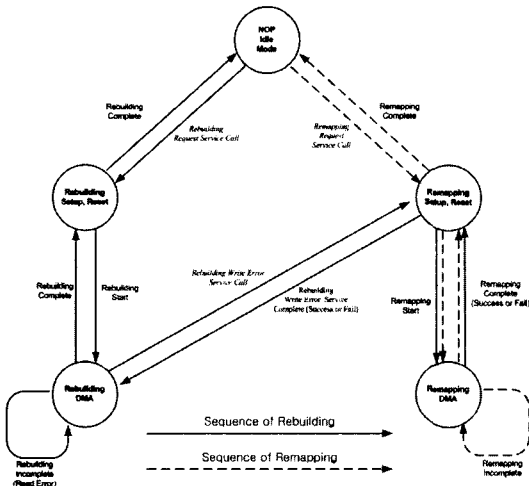 NOP
Idle
Mode
Rebuilding
Complete
Rebuilding
Request Service Call
Remapping
Request
Service Call
Remapping
Complete
Rebuilding
Setup, Reset
Remapping
Setup, Reset
Rebuilding
Complete
Rebuilding
Start
Rebuilding Write Error
Service Call
Rebuilding
Write Error Service
Complete (Success or Fail)
Remapping
Start
Remapping
Complete
(Success or Fail)
Rebuilding
DMA
Remapping
DMA
Rebuilding
Incomplete
(Read Error)
Sequence of Rebuilding
Sequence of Remapping
Remapping
Incomplete